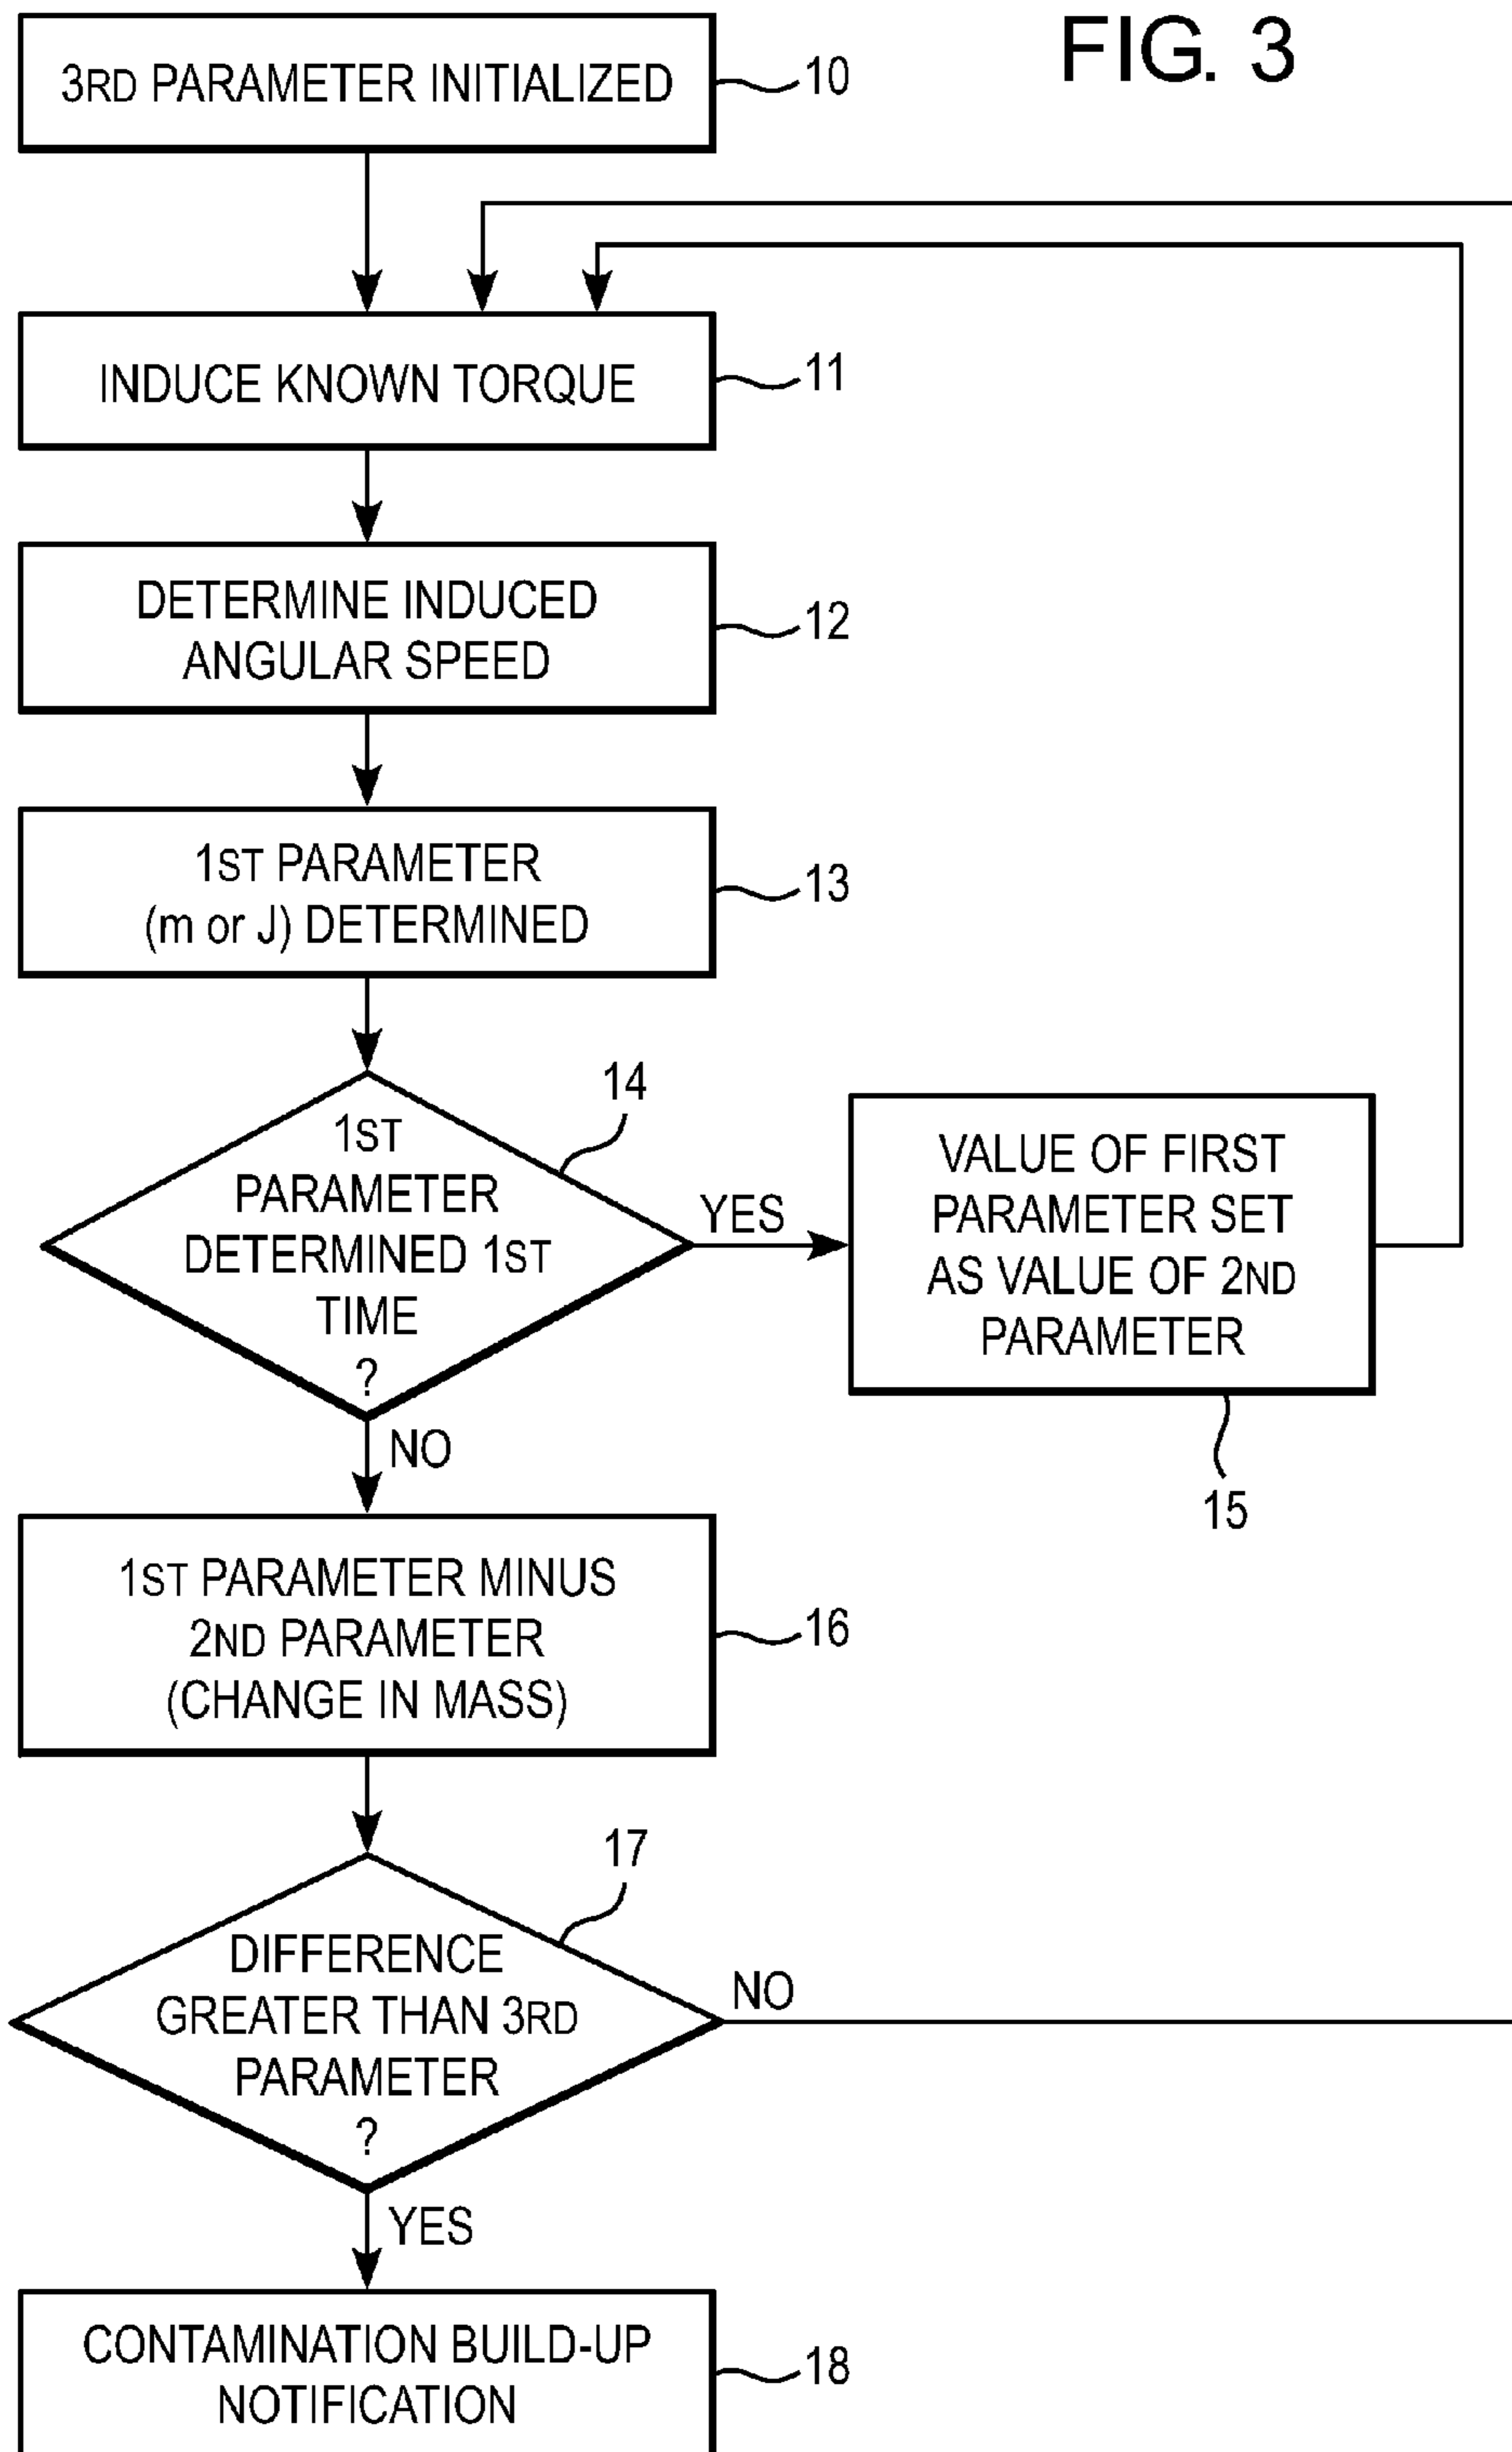 FIG. 3
3RD PARAMETER INITIALIZED
10
INDUCE KNOWN TORQUE
11
DETERMINE INDUCED
ANGULAR SPEED
12
1ST PARAMETER
(m or J) DETERMINED
13
14
1ST
PARAMETER
DETERMINED 1ST
TIME
?
YES
VALUE OF FIRST
PARAMETER SET
AS VALUE OF 2ND
PARAMETER
15
NO
1ST PARAMETER MINUS
2ND PARAMETER
(CHANGE IN MASS)
16
17
DIFFERENCE
GREATER THAN 3RD
PARAMETER
?
NO
YES
CONTAMINATION BUILD-UP
NOTIFICATION
18